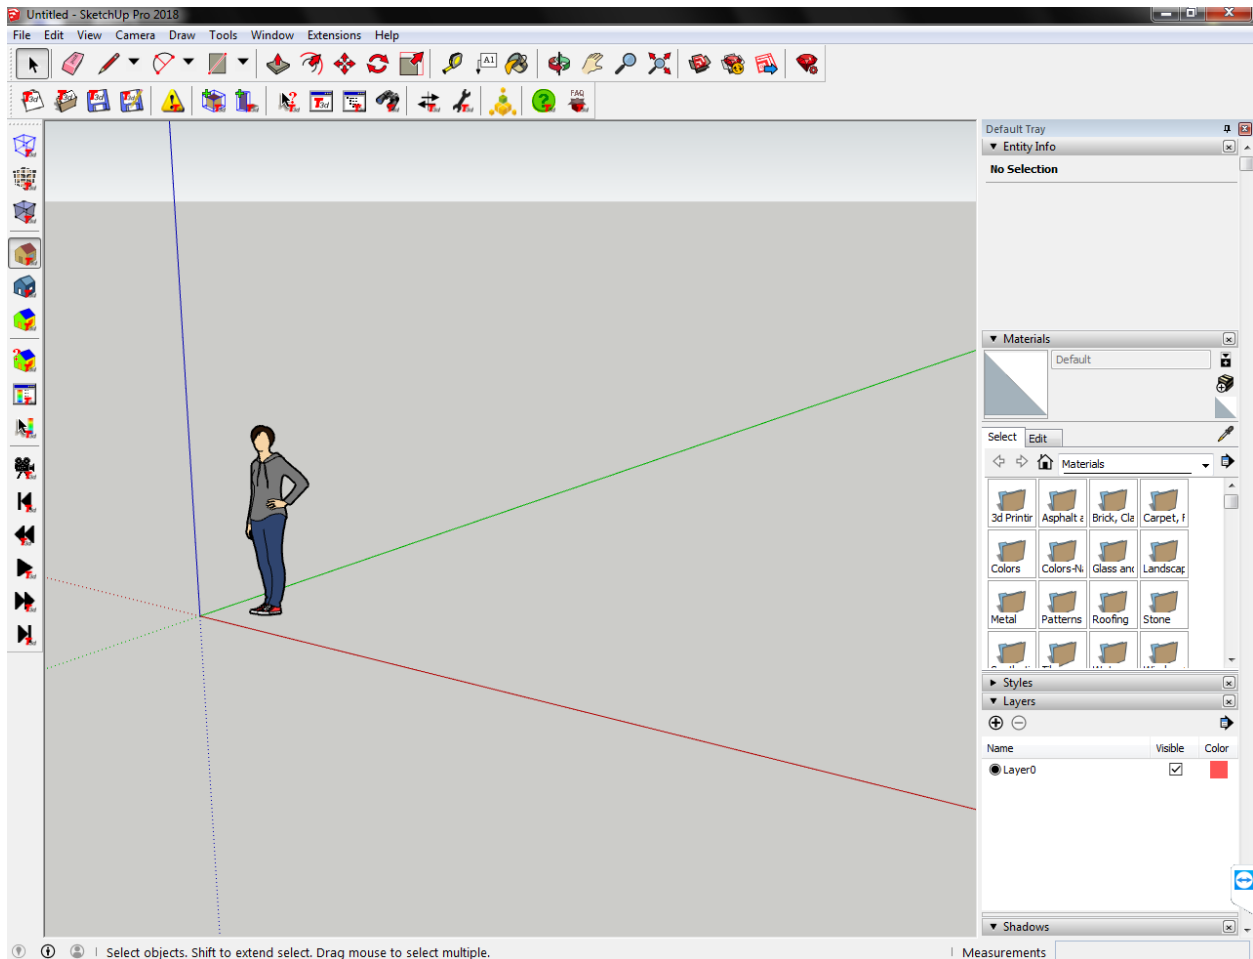 Untitled - SketchUp Pro 2018
File Edit View Camera Draw Tools Window Extensions Help
A1
T3d
FAQ
Default Tray
Entity Info
No Selection
Materials
Default
Select Edit
Materials
3d Printir Asphalt a Brick, Cla Carpet, F
Colors Colors-Na Glass and Landscap
Metal Patterns Roofing Stone
Styles
Layers
Name Visible Color
Layer0
Shadows
Select objects. Shift to extend select. Drag mouse to select multiple.
Measurements